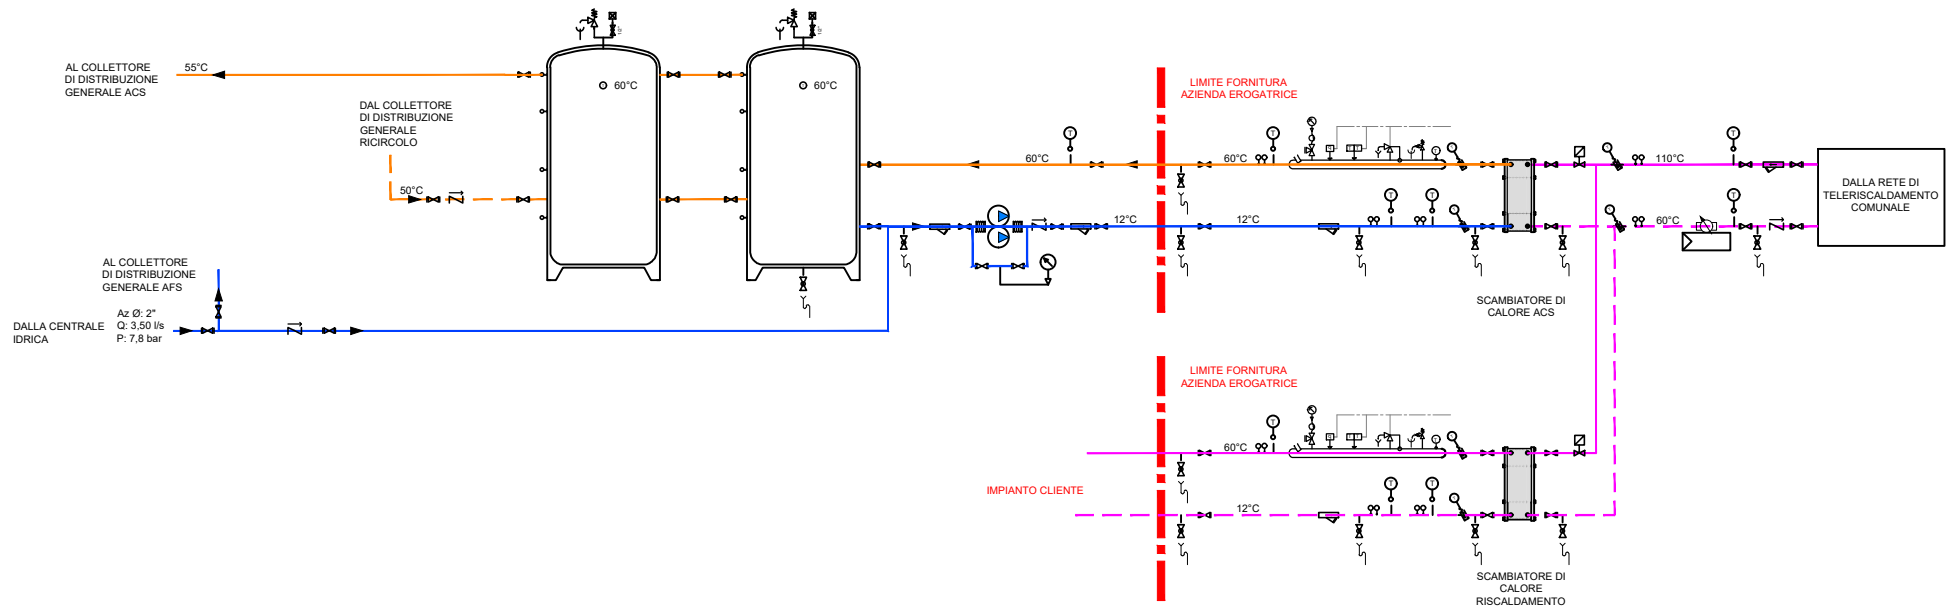 AL COLLETTORE
DI DISTRIBUZIONE
GENERALE ACS
55°C
DAL COLLETTORE
DI DISTRIBUZIONE
GENERALE
RICIRCOLO
50°C
AL COLLETTORE
DI DISTRIBUZIONE
GENERALE AFS
DALLA CENTRALE
IDRICA
Az Ø: 2"
Q: 3,50 l/s
P: 7,8 bar
60°C
60°C
60°C
12°C
LIMITE FORNITURA
AZIENDA EROGATRICE
60°C
12°C
T
T
T
T
110°C
60°C
T
T
DALLA RETE DI
TELERISCALDAMENTO
COMUNALE
SCAMBIATORE DI
CALORE ACS
LIMITE FORNITURA
AZIENDA EROGATRICE
60°C
12°C
T
T
T
IMPIANTO CLIENTE
SCAMBIATORE DI
CALORE
RISCALDAMENTO